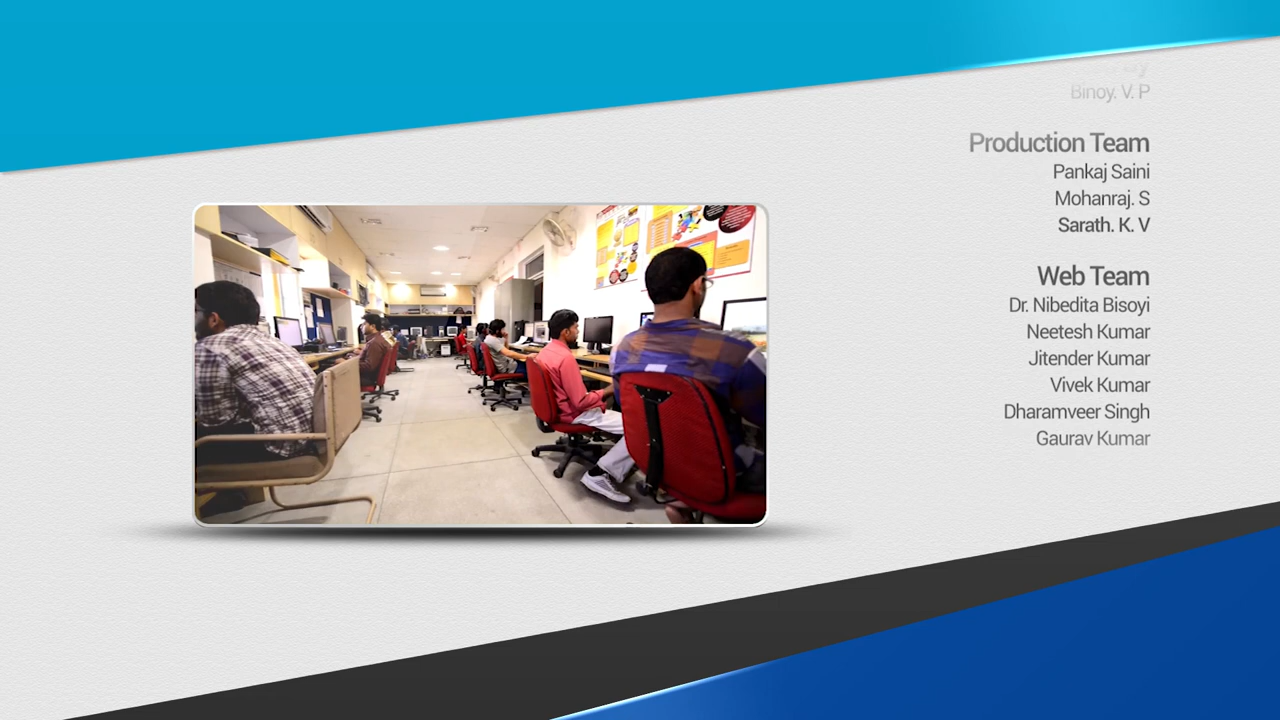 Binoy. V. P
Production Team
Pankaj Saini
Mohanraj. S
Sarath. K. V
Web Team
Dr. Nibedita Bisoyi
Neetesh Kumar
Jitender Kumar
Vivek Kumar
Dharamveer Singh
Gaurav Kumar